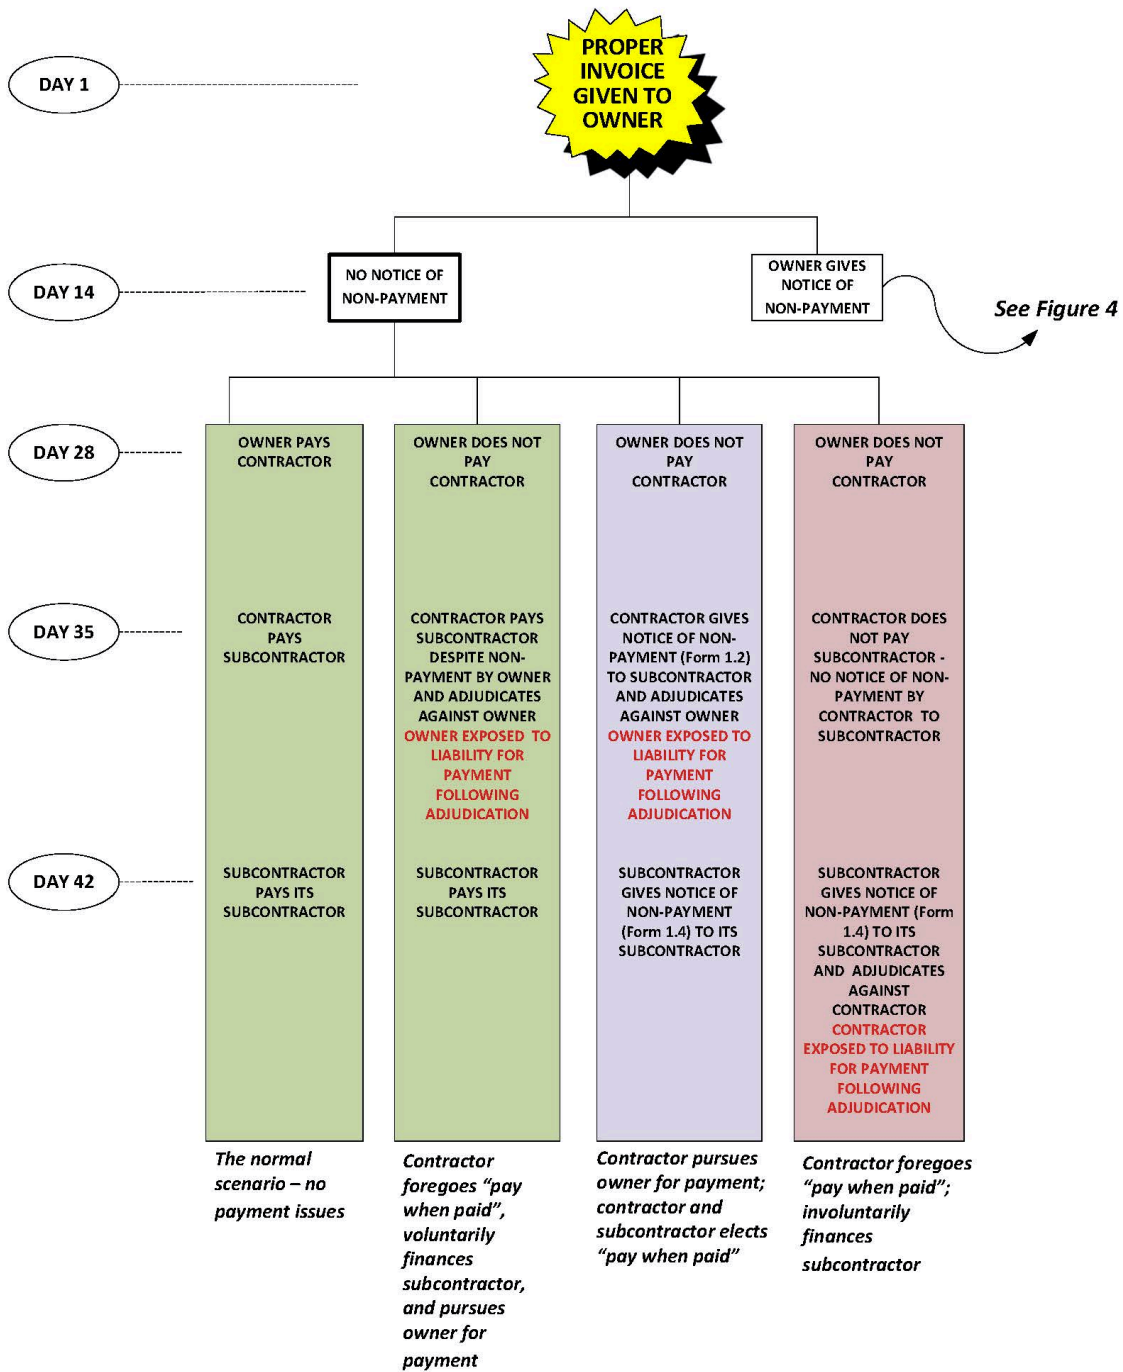 DAY 1
PROPER
INVOICE
GIVEN TO
OWNER
DAY 14
NO NOTICE OF
NON-PAYMENT
OWNER GIVES
NOTICE OF
NON-PAYMENT
See Figure 4
DAY 28
OWNER PAYS
CONTRACTOR
OWNER DOES NOT
PAY
CONTRACTOR
OWNER DOES NOT
PAY
CONTRACTOR
OWNER DOES NOT
PAY
CONTRACTOR
DAY 35
CONTRACTOR
PAYS
SUBCONTRACTOR
CONTRACTOR PAYS
SUBCONTRACTOR
DESPITE NON-
PAYMENT BY OWNER
AND ADJUDICATES
AGAINST OWNER
OWNER EXPOSED TO
LIABILITY FOR
PAYMENT
FOLLOWING
ADJUDICATION
CONTRACTOR GIVES
NOTICE OF NON-
PAYMENT (Form 1.2)
TO SUBCONTRACTOR
AND ADJUDICATES
AGAINST OWNER
OWNER EXPOSED TO
LIABILITY FOR
PAYMENT
FOLLOWING
ADJUDICATION
CONTRACTOR DOES
NOT PAY
SUBCONTRACTOR -
NO NOTICE OF NON-
PAYMENT BY
CONTRACTOR TO
SUBCONTRACTOR
DAY 42
SUBCONTRACTOR
PAYS ITS
SUBCONTRACTOR
SUBCONTRACTOR
PAYS ITS
SUBCONTRACTOR
SUBCONTRACTOR
GIVES NOTICE OF
NON-PAYMENT
(Form 1.4) TO ITS
SUBCONTRACTOR
SUBCONTRACTOR
GIVES NOTICE OF
NON-PAYMENT (Form
1.4) TO ITS
SUBCONTRACTOR
AND ADJUDICATES
AGAINST
CONTRACTOR
CONTRACTOR
EXPOSED TO LIABILITY
FOR PAYMENT
FOLLOWING
ADJUDICATION
The normal
scenario – no
payment issues
Contractor
foregoes “pay
when paid”,
voluntarily
finances
subcontractor,
and pursues
owner for
payment
Contractor pursues
owner for payment;
contractor and
subcontractor elects
“pay when paid”
Contractor foregoes
“pay when paid”;
involuntarily
finances
subcontractor